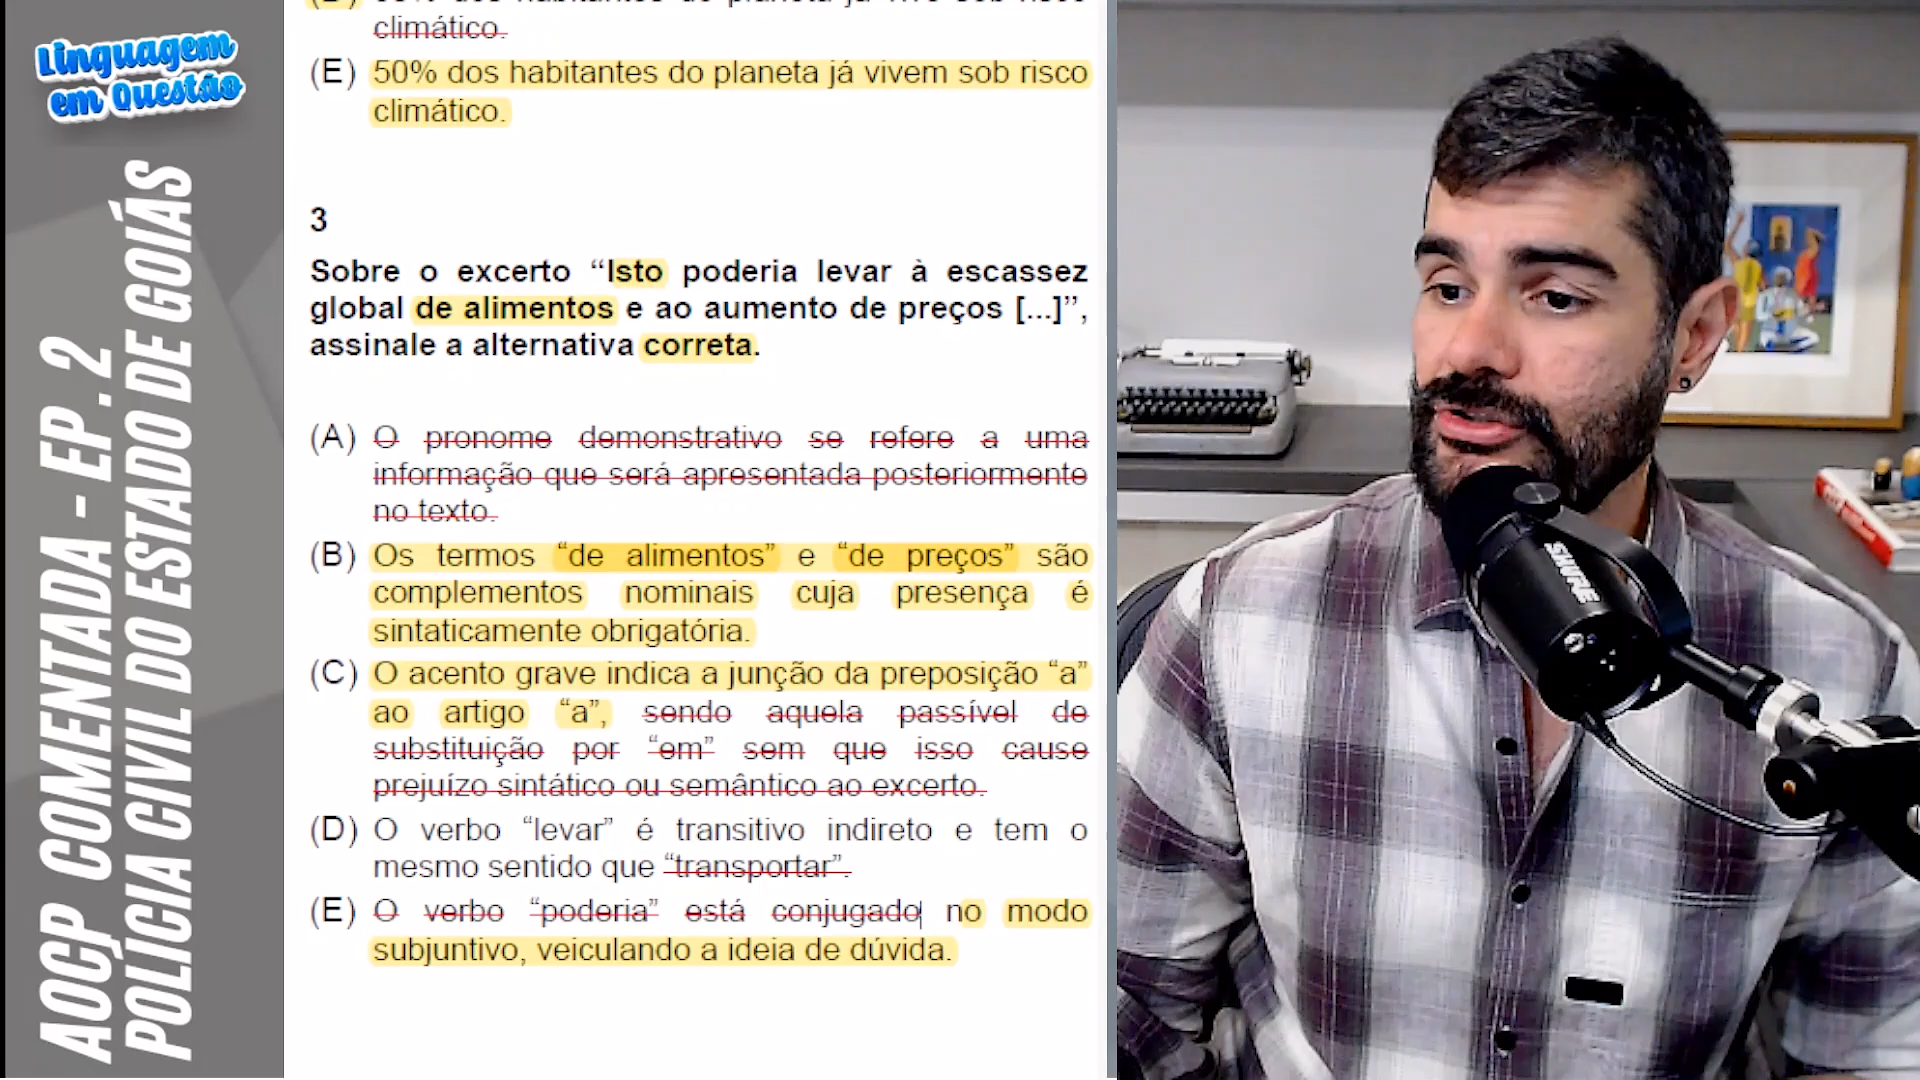 Linguagem
em Questão
AOCP COMENTADA - EP.2
POLÍCIA CIVIL DO ESTADO DE GOIÁS
climático.
(E) 50% dos habitantes do planeta já vivem sob risco
climático.
3
Sobre o excerto “Isto poderia levar à escassez
global de alimentos e ao aumento de preços [...]”,
assinale a alternativa correta.
(A) O pronome demonstrativo se refere a uma
informação que será apresentada posteriormente
no texto.
(B) Os termos “de alimentos” e “de preços” são
complementos nominais cuja presença é
sintaticamente obrigatória.
(C) O acento grave indica a junção da preposição “a”
ao artigo “a”, sendo aquela passível de
substituição por “em” sem que isso cause
prejuízo sintático ou semântico ao excerto.
(D) O verbo “levar” é transitivo indireto e tem o
mesmo sentido que “transportar”.
(E) O verbo “poderia” está conjugado no modo
subjuntivo, veiculando a ideia de dúvida.
SHURE